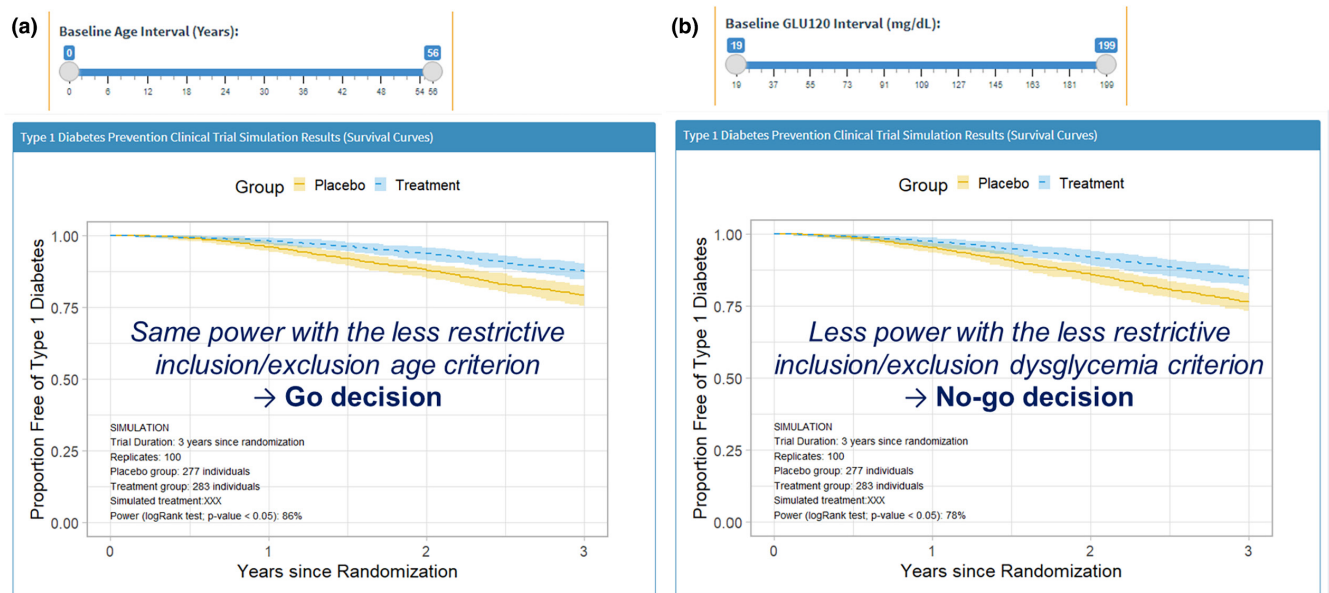 (a)
Baseline Age Interval (Years):
0 56
0 6 12 18 24 30 36 42 48 54 56
Type 1 Diabetes Prevention Clinical Trial Simulation Results (Survival Curves)
Group Placebo Treatment
Proportion Free of Type 1 Diabetes
1.00
0.75
0.50
0.25
0.00
Same power with the less restrictive
inclusion/exclusion age criterion
→ Go decision
SIMULATION
Trial Duration: 3 years since randomization
Replicates: 100
Placebo group: 277 individuals
Treatment group: 283 individuals
Simulated treatment:XXX
Power (logRank test; p-value < 0.05): 86%
0 1 2 3
Years since Randomization
(b)
Baseline GLU120 Interval (mg/dL):
19 199
19 37 55 73 91 109 127 145 163 181 199
Type 1 Diabetes Prevention Clinical Trial Simulation Results (Survival Curves)
Group Placebo Treatment
Proportion Free of Type 1 Diabetes
1.00
0.75
0.50
0.25
0.00
Less power with the less restrictive
inclusion/exclusion dysglycemia criterion
→ No-go decision
SIMULATION
Trial Duration: 3 years since randomization
Replicates: 100
Placebo group: 277 individuals
Treatment group: 283 individuals
Simulated treatment:XXX
Power (logRank test; p-value < 0.05): 78%
0 1 2 3
Years since Randomization